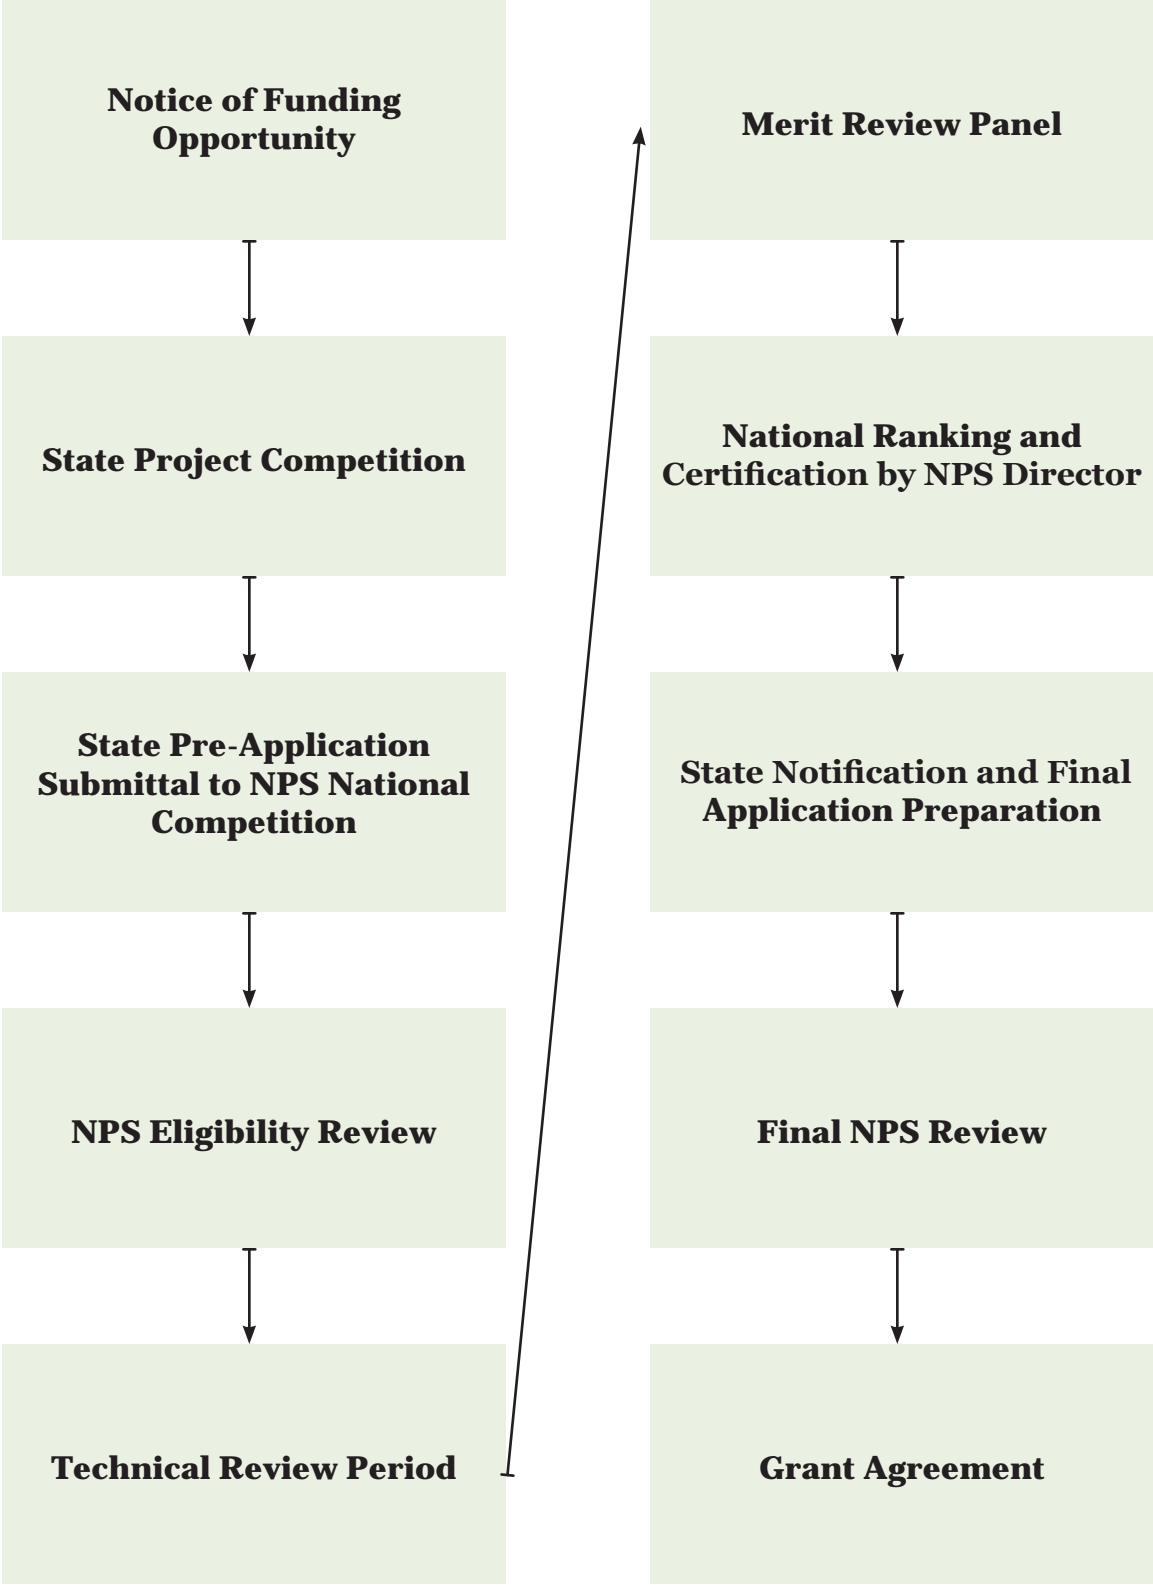 Notice of Funding
Opportunity
State Project Competition
State Pre-Application
Submittal to NPS National
Competition
NPS Eligibility Review
Technical Review Period
Merit Review Panel
National Ranking and
Certification by NPS Director
State Notification and Final
Application Preparation
Final NPS Review
Grant Agreement